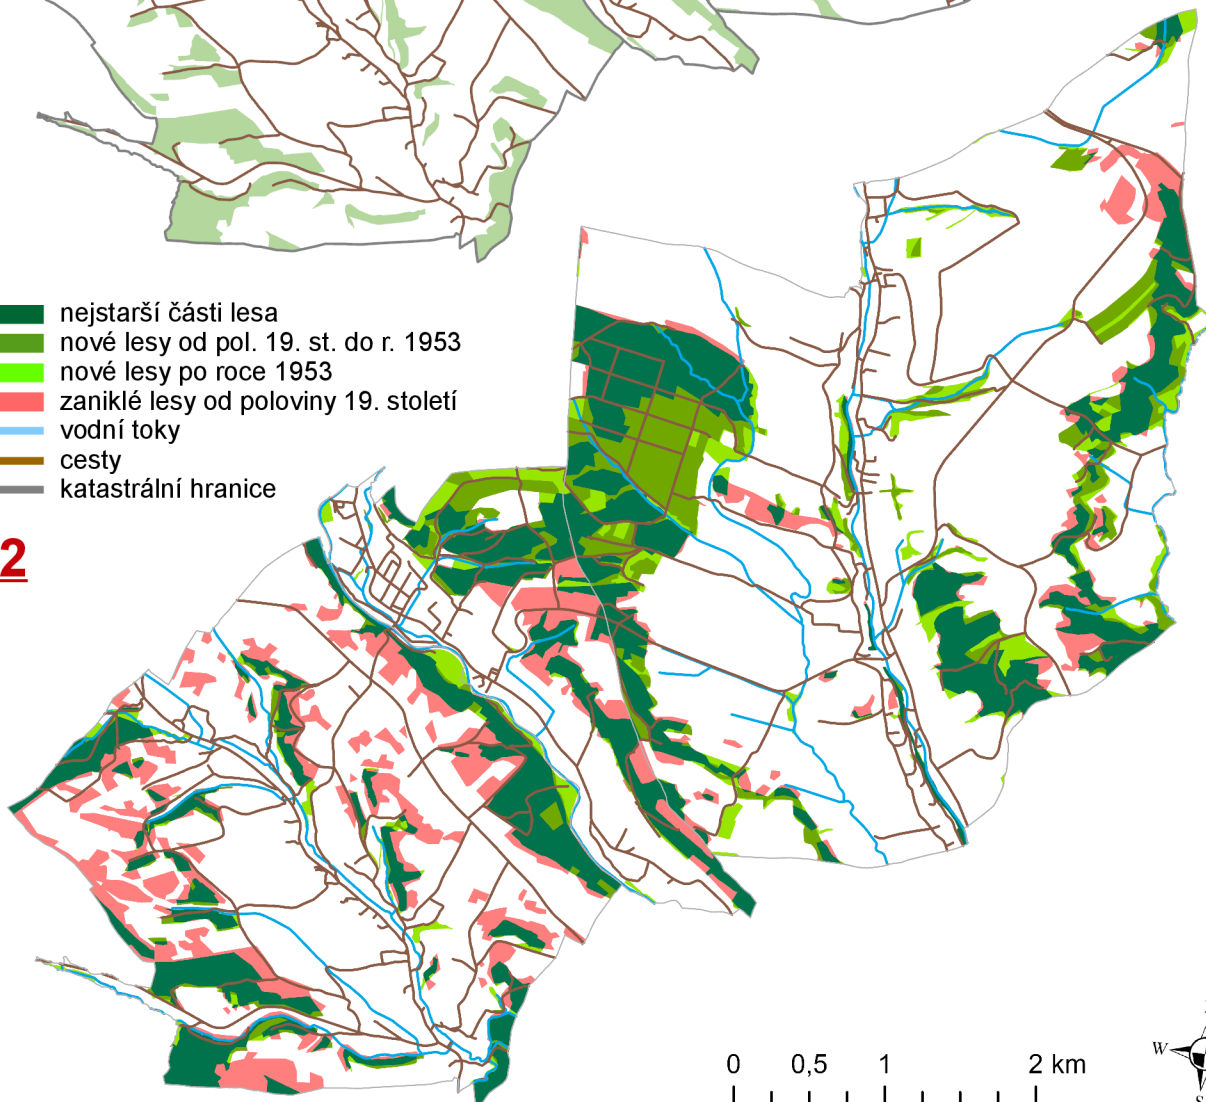 nejstarší části lesa
nové lesy od pol. 19. st. do r. 1953
nové lesy po roce 1953
zaniklé lesy od poloviny 19. století
vodní toky
cesty
katastrální hranice
2
0 0,5 1 2 km
W